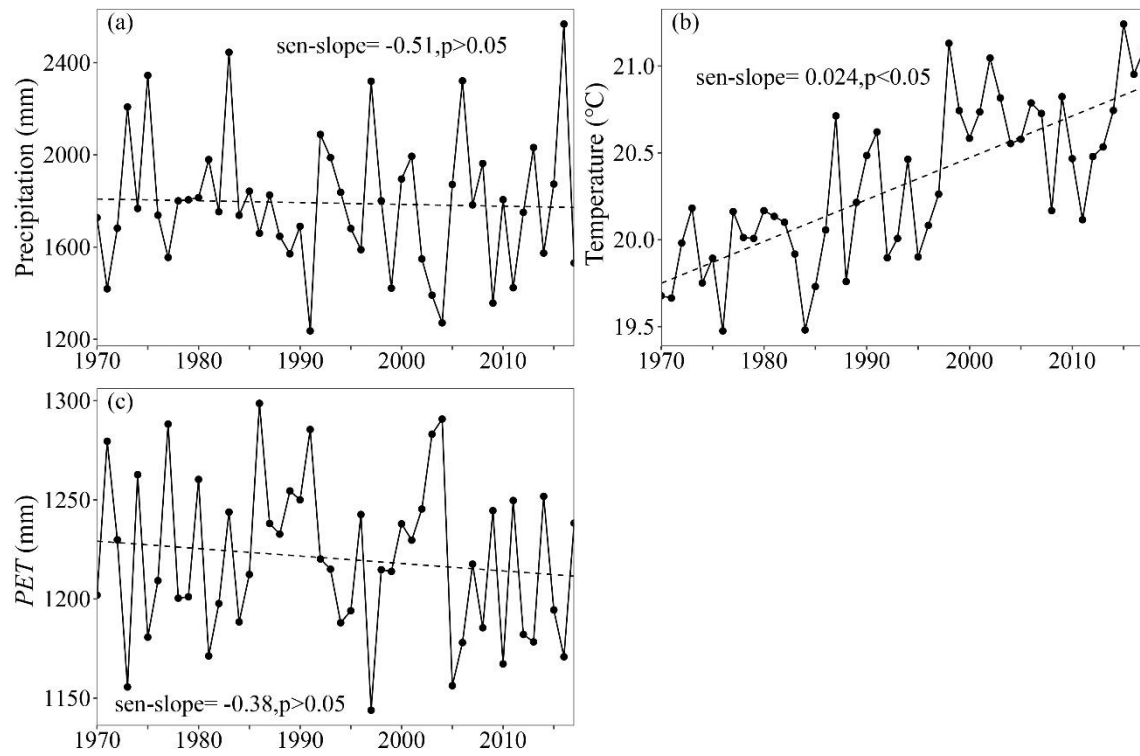 (a)
sen-slope= -0.51,p>0.05
Precipitation (mm)
2400
2000
1600
1200
1970 1980 1990 2000 2010
(b)
sen-slope= 0.024,p<0.05
Temperature (°C)
21.0
20.5
20.0
19.5
1970 1980 1990 2000 2010
(c)
PET (mm)
1300
1250
1200
1150
sen-slope= -0.38,p>0.05
1970 1980 1990 2000 2010